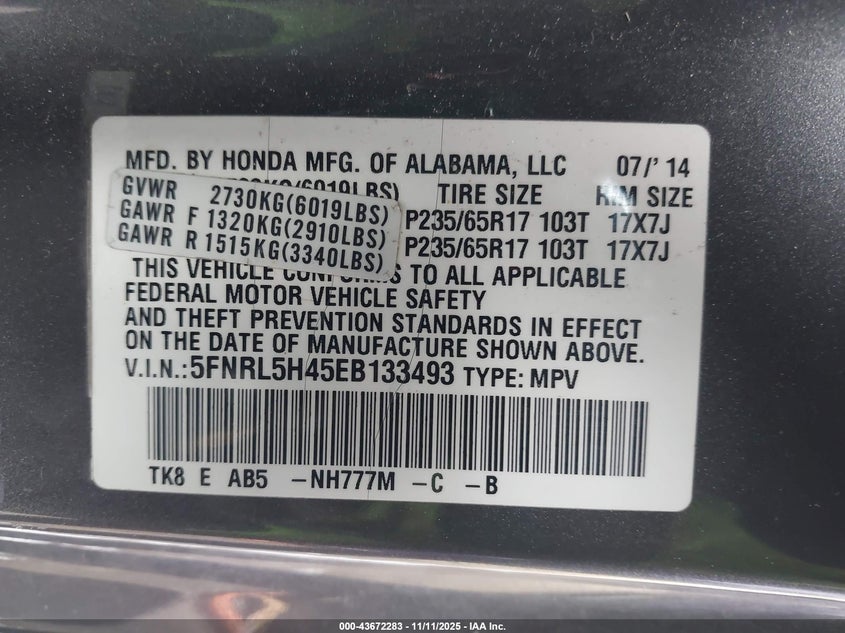 MFD. BY HONDA MFG. OF ALABAMA, LLC 07/'14
(6019LBS) TIRE SIZE RIM SIZE
GVWR 2730KG(6019LBS)
GAWR F 1320KG(2910LBS) P235/65R17 103T 17X7J
GAWR R 1515KG(3340LBS) P235/65R17 103T 17X7J
THIS VEHICLE CONFORMS TO ALL APPLICABLE
FEDERAL MOTOR VEHICLE SAFETY
AND THEFT PREVENTION STANDARDS IN EFFECT
ON THE DATE OF MANUFACTURE SHOWN ABOVE.
V.I.N.:5FNRL5H45EB133493 TYPE: MPV
TK8 E AB5 -NH777M -C -B
000-43672283 - 11/11/2025 - IAA Inc.